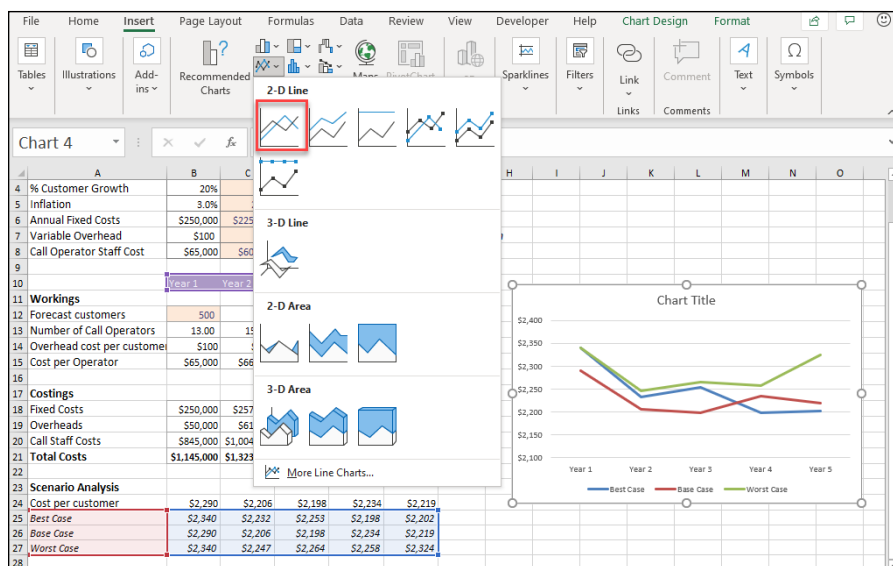 File Home Insert Page Layout Formulas Data Review View Developer Help Chart Design Format
Tables Illustrations Add-ins Recommended Charts Maps PivotChart Sparklines Filters Link Comment Text Symbols
Links Comments
Chart 4 fx
2-D Line
3-D Line
2-D Area
3-D Area
More Line Charts...
A B C H I J K L M N O
4 % Customer Growth 20%
5 Inflation 3.0%
6 Annual Fixed Costs $250,000 $225
7 Variable Overhead $100
8 Call Operator Staff Cost $65,000 $60
9
10 Year 1 Year 2
11 Workings
12 Forecast customers 500
13 Number of Call Operators 13.00 15
14 Overhead cost per customer $100
15 Cost per Operator $65,000 $66
16
17 Costings
18 Fixed Costs $250,000 $257
19 Overheads $50,000 $61
20 Call Staff Costs $845,000 $1,004
21 Total Costs $1,145,000 $1,323
22
23 Scenario Analysis
24 Cost per customer $2,290 $2,206 $2,198 $2,234 $2,219
25 Best Case $2,340 $2,232 $2,253 $2,198 $2,202
26 Base Case $2,290 $2,206 $2,198 $2,234 $2,219
27 Worst Case $2,340 $2,247 $2,264 $2,258 $2,324
28
Chart Title
$2,400
$2,350
$2,300
$2,250
$2,200
$2,150
$2,100
Year 1 Year 2 Year 3 Year 4 Year 5
Best Case Base Case Worst Case